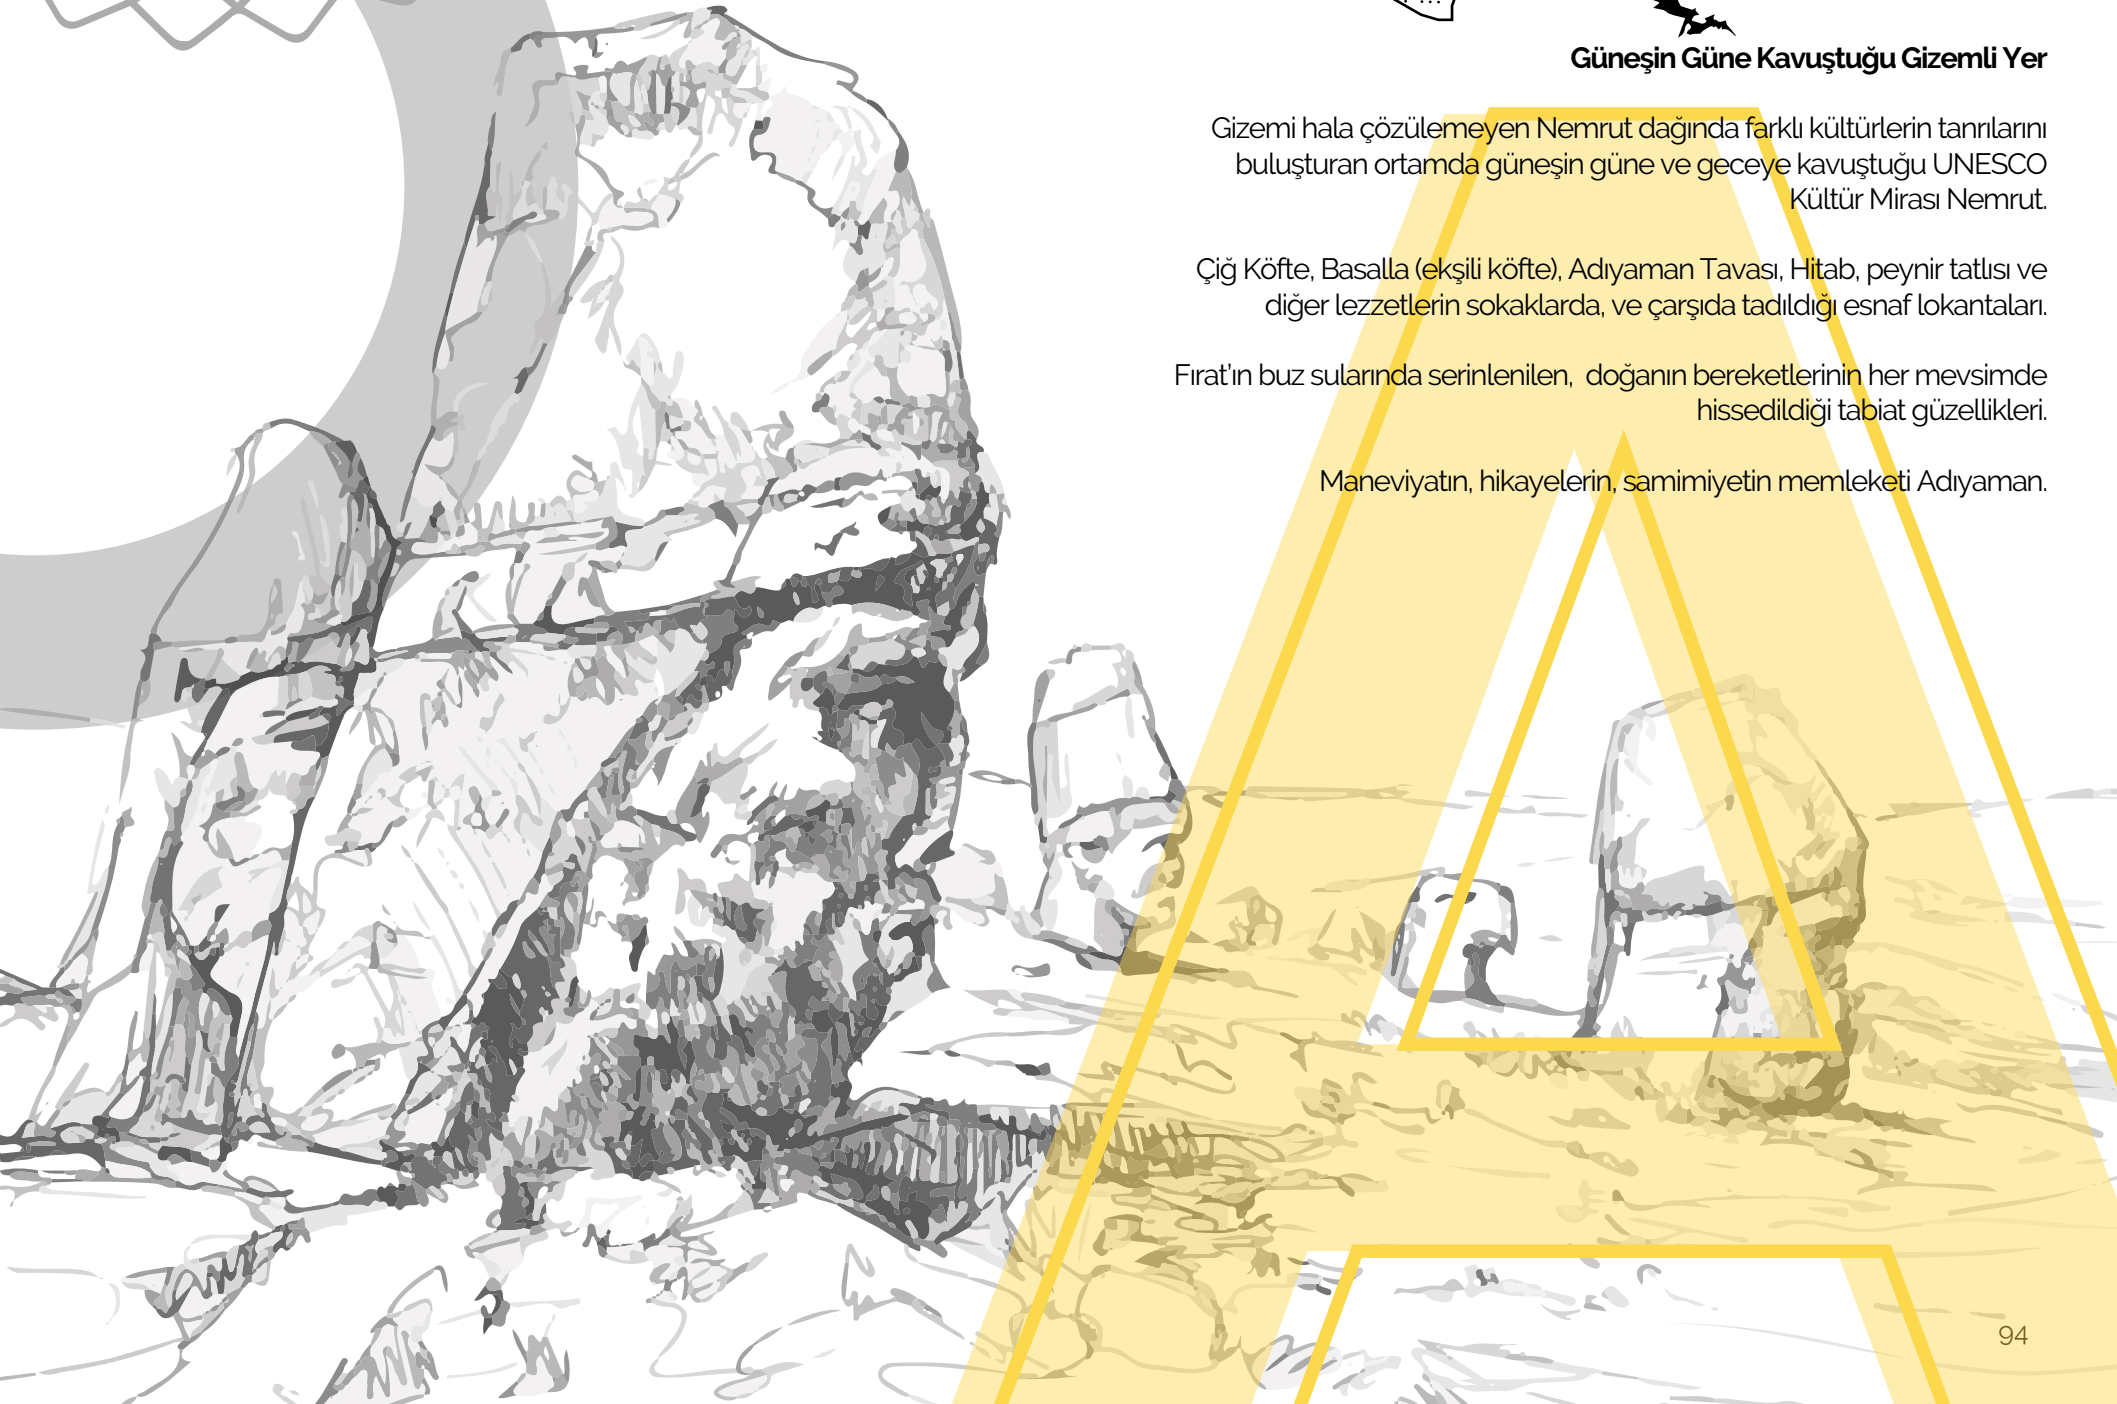 Güneşin Güne Kavuştuğu Gizemli Yer
Gizemi hala çözülemeyen Nemrut dağında farklı kültürlerin tanrılarını
buluşturan ortamda güneşin güne ve geceye kavuştuğu UNESCO
Kültür Mirası Nemrut.
Çiğ Köfte, Basalla (ekşili köfte), Adıyaman Tavası, Hitab, peynir tatlısı ve
diğer lezzetlerin sokaklarda, ve çarşıda tadıldığı esnaf lokantaları.
Fırat'ın buz sularında serinlenilen,  doğanın bereketlerinin her mevsimde
hissedildiği tabiat güzellikleri.
Maneviyatın, hikayelerin, samimiyetin memleketi Adıyaman.
A
94